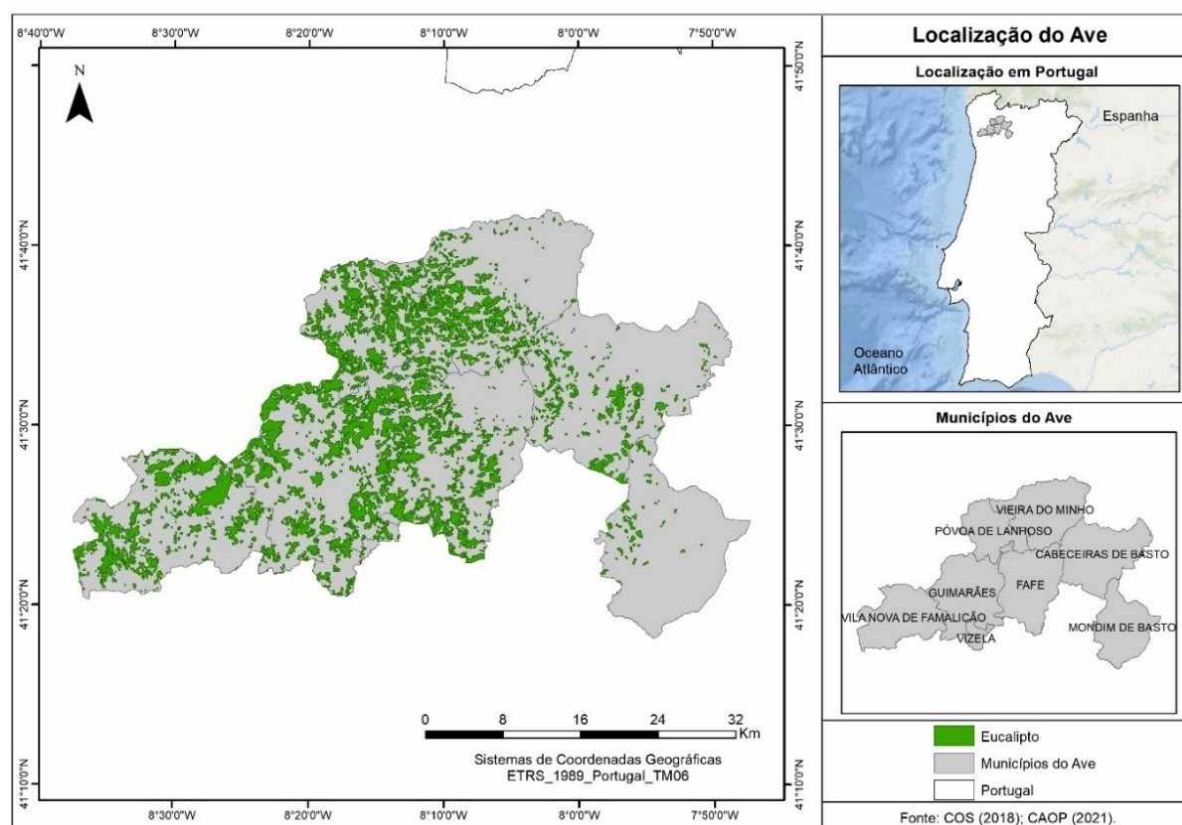 8°40'0"W 8°30'0"W 8°20'0"W 8°10'0"W 8°0'0"W 7°50'0"W
N
41°50'0"N
41°40'0"N
41°30'0"N
41°20'0"N
41°10'0"N
41°50'0"N
41°40'0"N
41°30'0"N
41°20'0"N
41°10'0"N
0 8 16 24 32
Km
Sistemas de Coordenadas Geográficas
ETRS_1989_Portugal_TM06
8°30'0"W 8°20'0"W 8°10'0"W 8°0'0"W 7°50'0"W
Localização do Ave
Localização em Portugal
Espanha
Oceano
Atlântico
Municípios do Ave
VIEIRA DO MINHO
PÓVOA DE LANHOSO
CABECEIRAS DE BASTO
FAFE
GUIMARÃES
VILA NOVA DE FAMALICÃO
MONDIM DE BASTO
VIZELA
Eucalipto
Municípios do Ave
Portugal
Fonte: COS (2018); CAOP (2021).